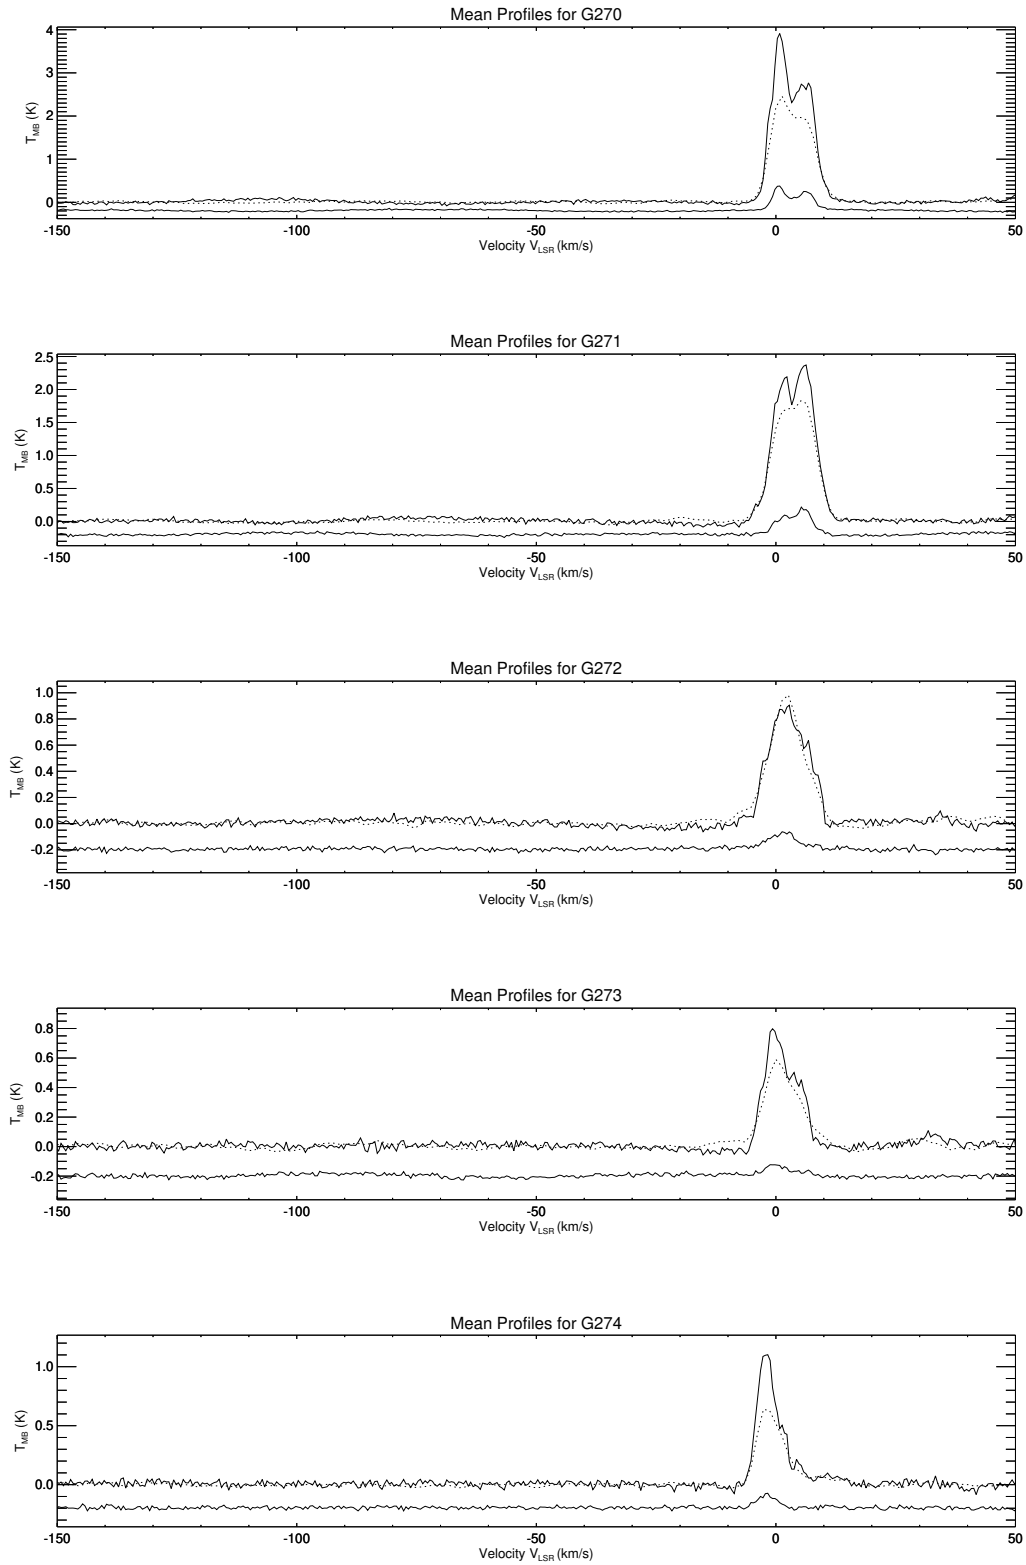 Mean Profiles for G270
4
3
2
1
0
T_MB (K)
-150 -100 -50 0 50
Velocity V_LSR (km/s)
Mean Profiles for G271
2.5
2.0
1.5
1.0
0.5
0.0
T_MB (K)
-150 -100 -50 0 50
Velocity V_LSR (km/s)
Mean Profiles for G272
1.0
0.8
0.6
0.4
0.2
0.0
-0.2
T_MB (K)
-150 -100 -50 0 50
Velocity V_LSR (km/s)
Mean Profiles for G273
0.8
0.6
0.4
0.2
0.0
-0.2
T_MB (K)
-150 -100 -50 0 50
Velocity V_LSR (km/s)
Mean Profiles for G274
1.0
0.5
0.0
T_MB (K)
-150 -100 -50 0 50
Velocity V_LSR (km/s)